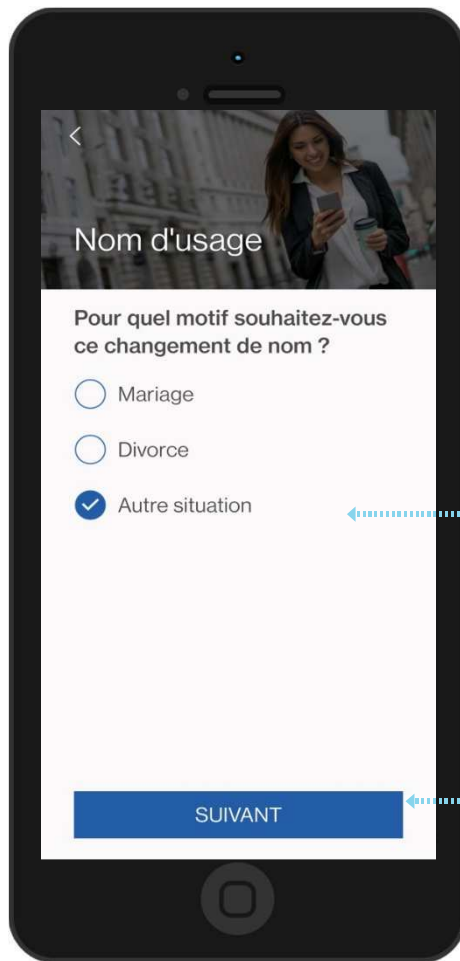 Nom d'usage
Pour quel motif souhaitez-vous
ce changement de nom ?
Mariage
Divorce
Autre situation
SUIVANT